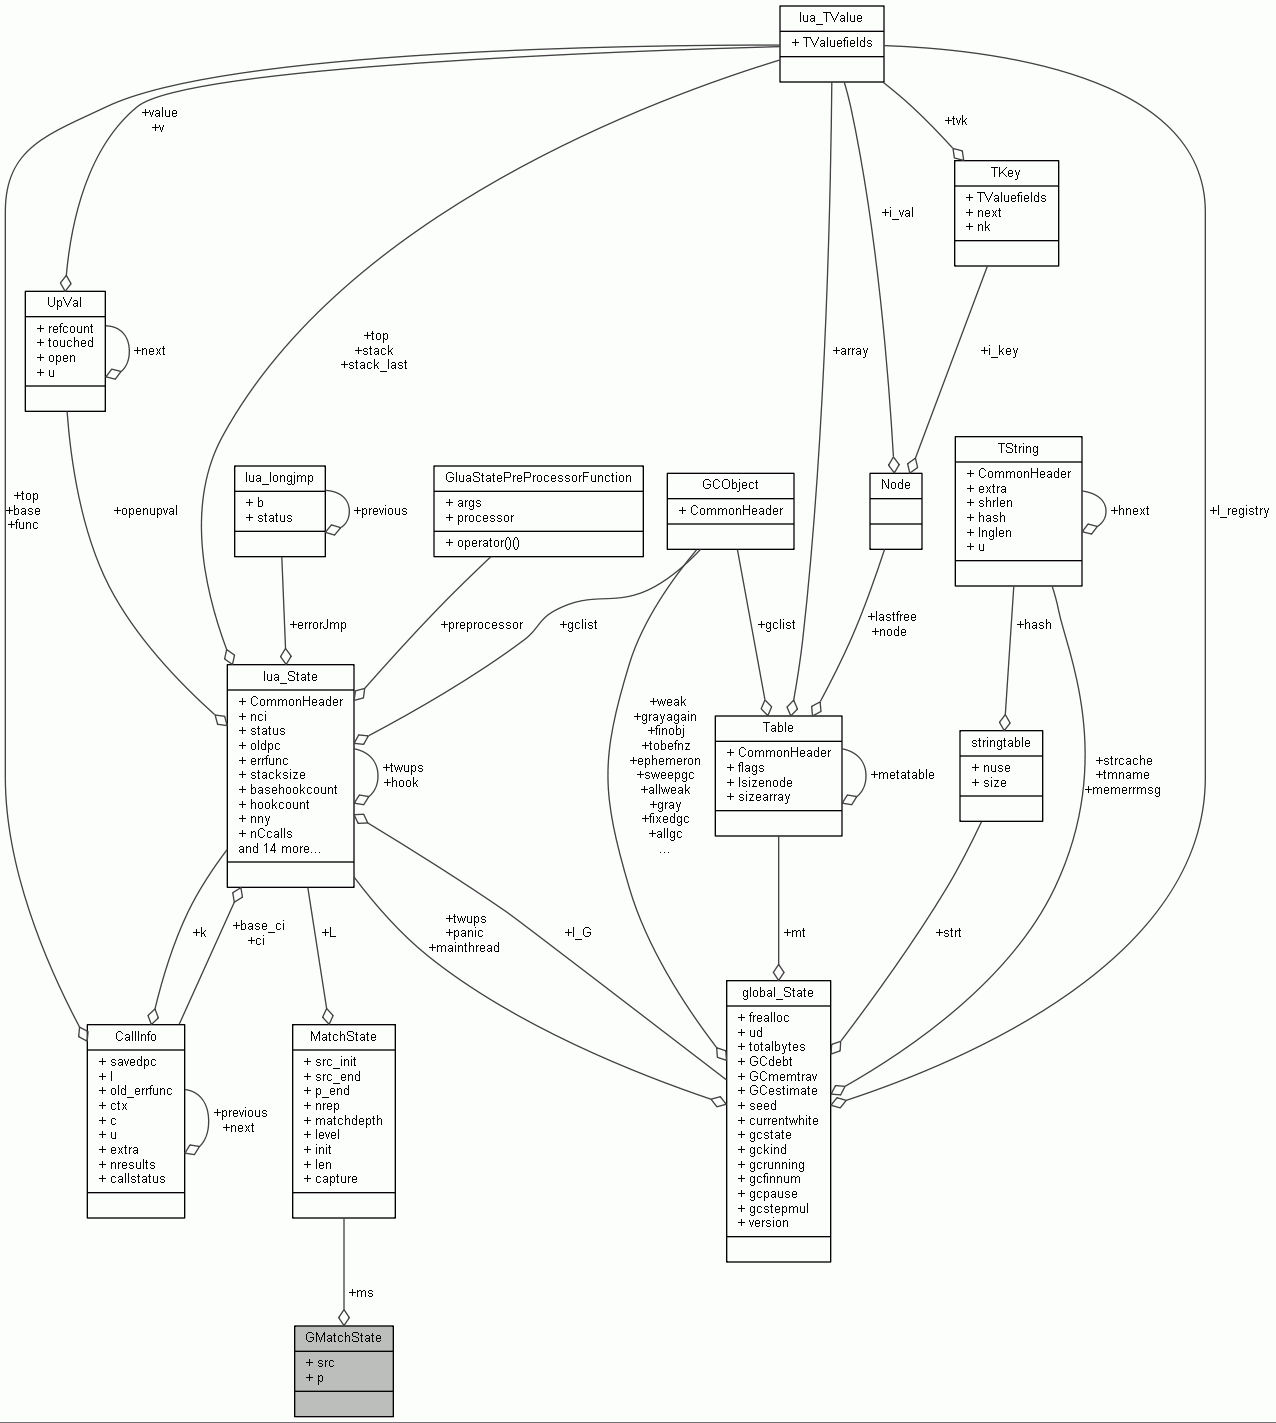 lua_TValue
+ TValuefields
+value
+v
+tvk
TKey
+ TValuefields
+ next
+ nk
+i_val
UpVal
+ refcount
+ touched
+ open
+ u
+next
+top
+stack
+stack_last
+array
+i_key
+top
+base
+func
+openupval
lua_longjmp
+ b
+ status
+previous
GluaStatePreProcessorFunction
+ args
+ processor
+ operator()()
GCObject
+ CommonHeader
Node
TString
+ CommonHeader
+ extra
+ shrlen
+ hash
+ lnglen
+ u
+hnext
+l_registry
+errorJmp
+preprocessor
+gclist
+gclist
+lastfree
+node
+hash
lua_State
+ CommonHeader
+ nci
+ status
+ oldpc
+ errfunc
+ stacksize
+ basehookcount
+ hookcount
+ nny
+ nCcalls
and 14 more...
+twups
+hook
+weak
+grayagain
+finobj
+tobefnz
+ephemeron
+sweepgc
+allweak
+gray
+fixedgc
+allgc
...
Table
+ CommonHeader
+ flags
+ lsizenode
+ sizearray
+metatable
stringtable
+ nuse
+ size
+strcache
+tmname
+memerrmsg
+k
+base_ci
+ci
+L
+twups
+panic
+mainthread
+l_G
+mt
+strt
CallInfo
+ savedpc
+ l
+ old_errfunc
+ ctx
+ c
+ u
+ extra
+ nresults
+ callstatus
+previous
+next
MatchState
+ src_init
+ src_end
+ p_end
+ nrep
+ matchdepth
+ level
+ init
+ len
+ capture
global_State
+ frealloc
+ ud
+ totalbytes
+ GCdebt
+ GCmemtrav
+ GCestimate
+ seed
+ currentwhite
+ gcstate
+ gckind
+ gcrunning
+ gcfinnum
+ gcpause
+ gcstepmul
+ version
+ms
GMatchState
+ src
+ p